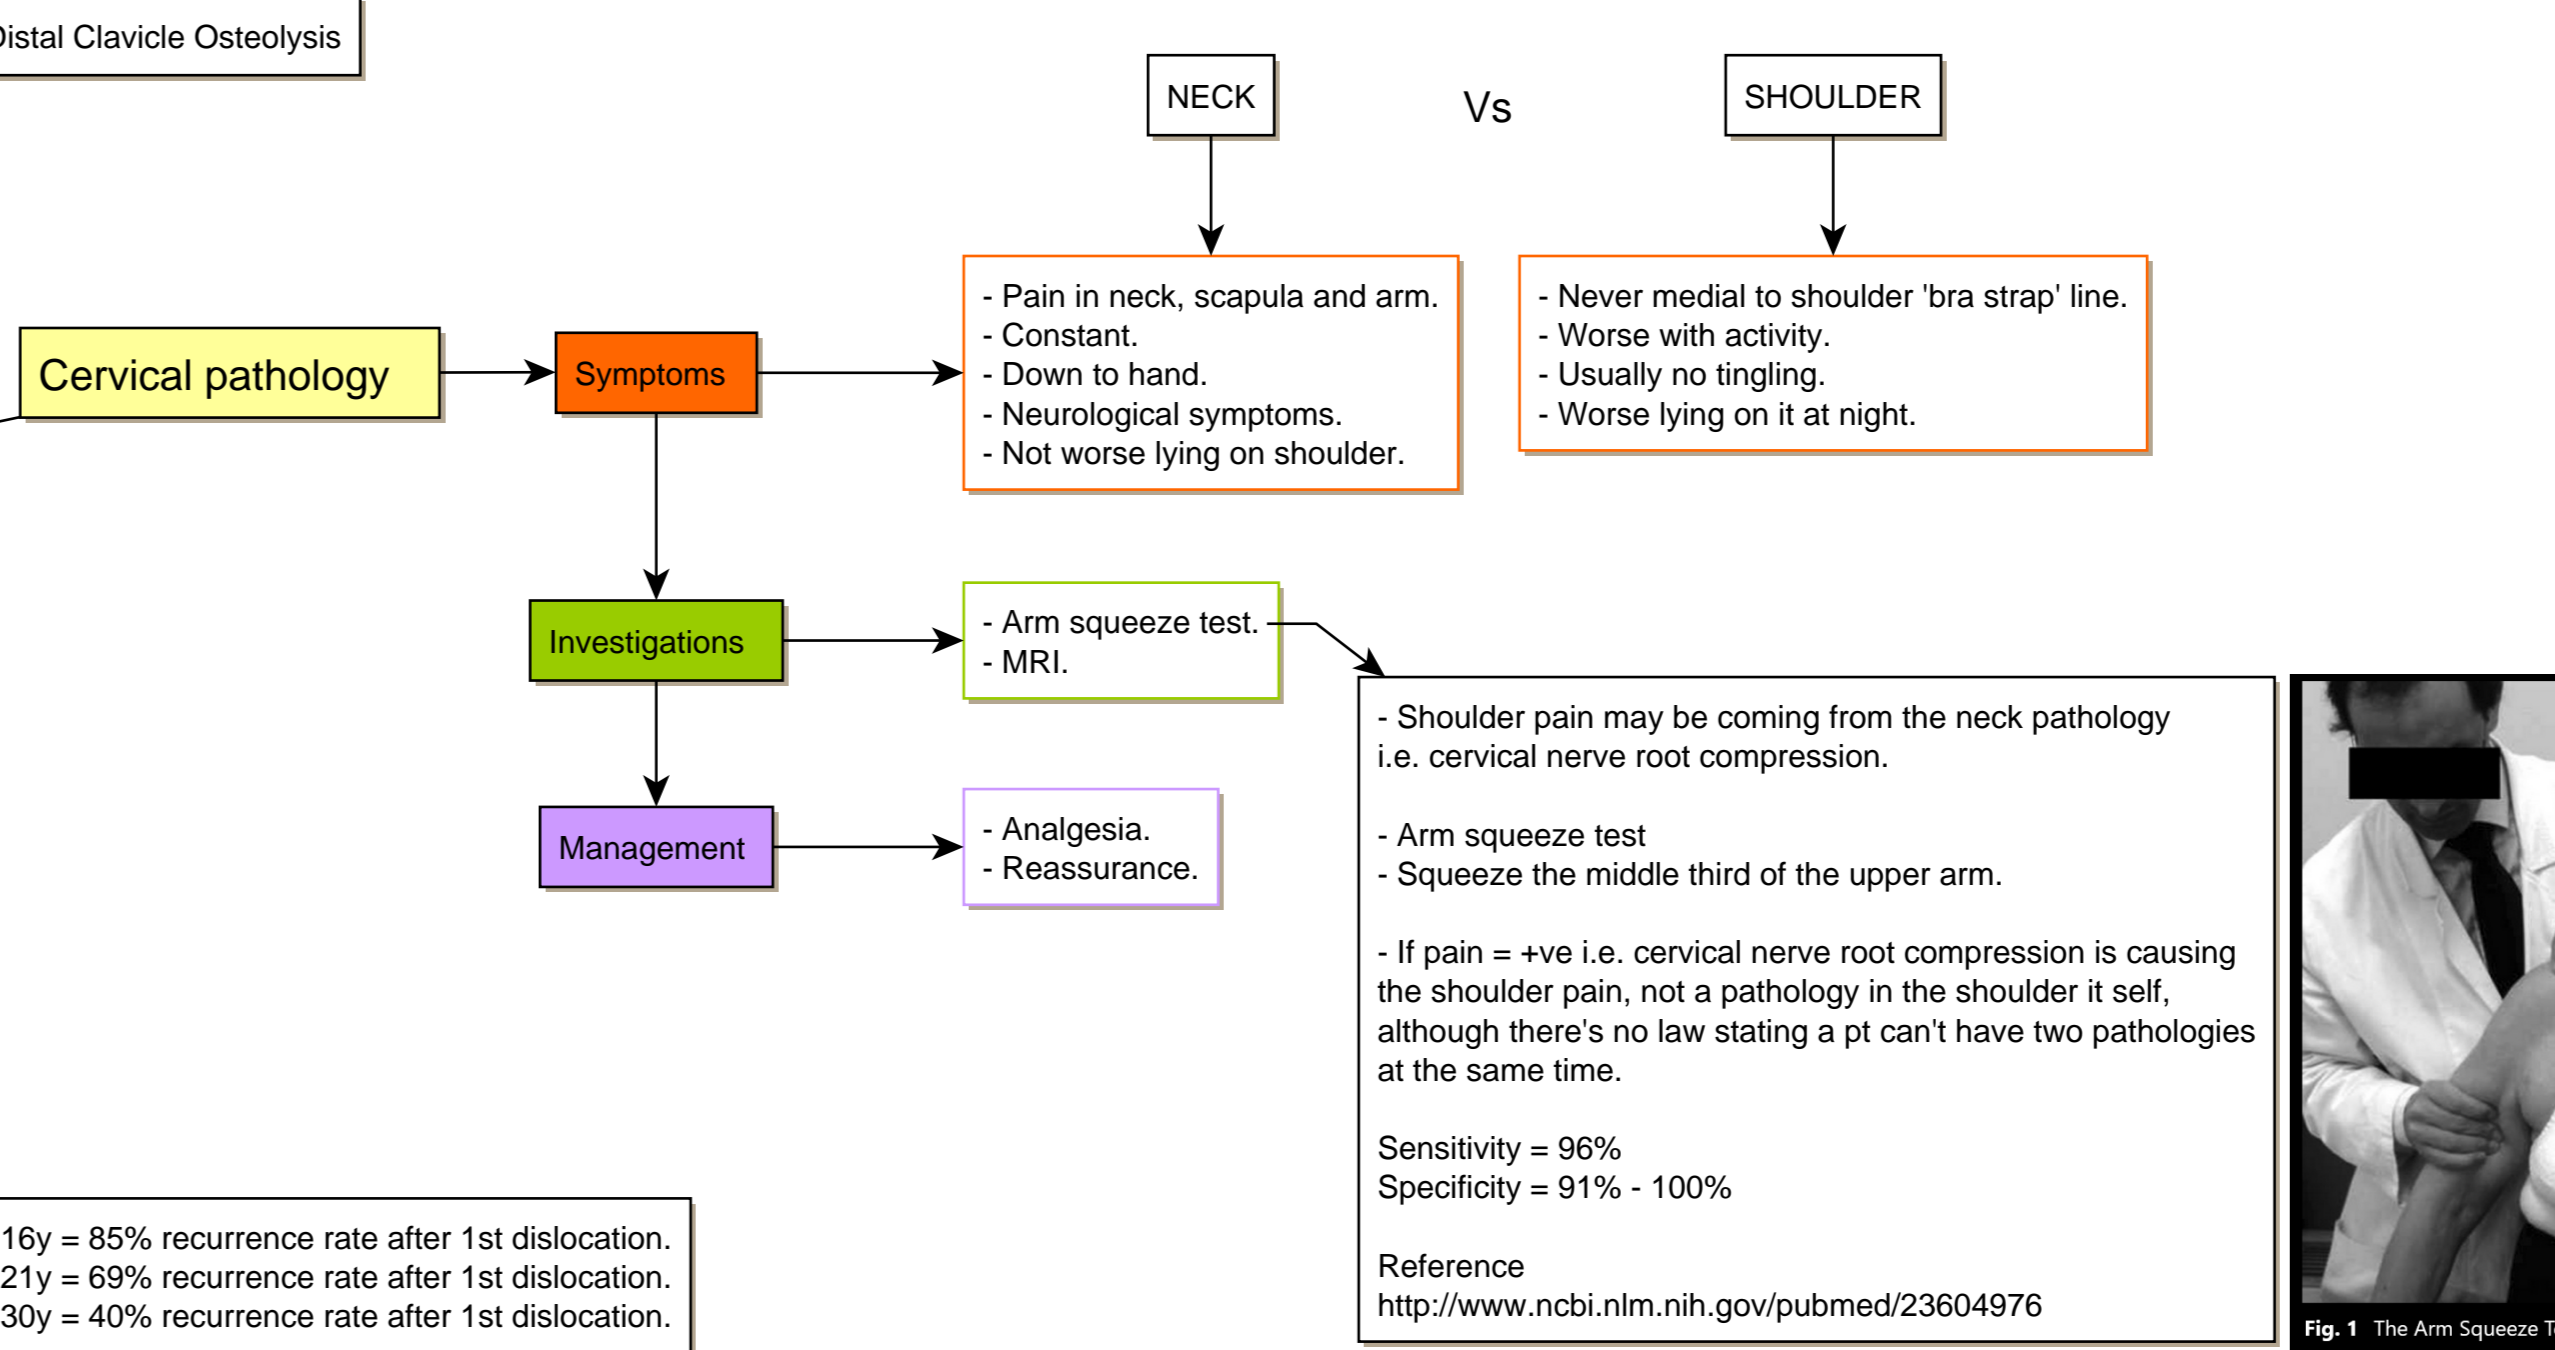 Distal Clavicle Osteolysis
NECK
Vs
SHOULDER
- Pain in neck, scapula and arm.
- Constant.
- Down to hand.
- Neurological symptoms.
- Not worse lying on shoulder.
- Never medial to shoulder 'bra strap' line.
- Worse with activity.
- Usually no tingling.
- Worse lying on it at night.
Cervical pathology
Symptoms
Investigations
- Arm squeeze test.
- MRI.
Management
- Analgesia.
- Reassurance.
- Shoulder pain may be coming from the neck pathology
i.e. cervical nerve root compression.
- Arm squeeze test
- Squeeze the middle third of the upper arm.
- If pain = +ve i.e. cervical nerve root compression is causing
the shoulder pain, not a pathology in the shoulder it self,
although there's no law stating a pt can't have two pathologies
at the same time.
Sensitivity = 96%
Specificity = 91% - 100%
Reference
http://www.ncbi.nlm.nih.gov/pubmed/23604976
16y = 85% recurrence rate after 1st dislocation.
21y = 69% recurrence rate after 1st dislocation.
30y = 40% recurrence rate after 1st dislocation.
Fig. 1 The Arm Squeeze